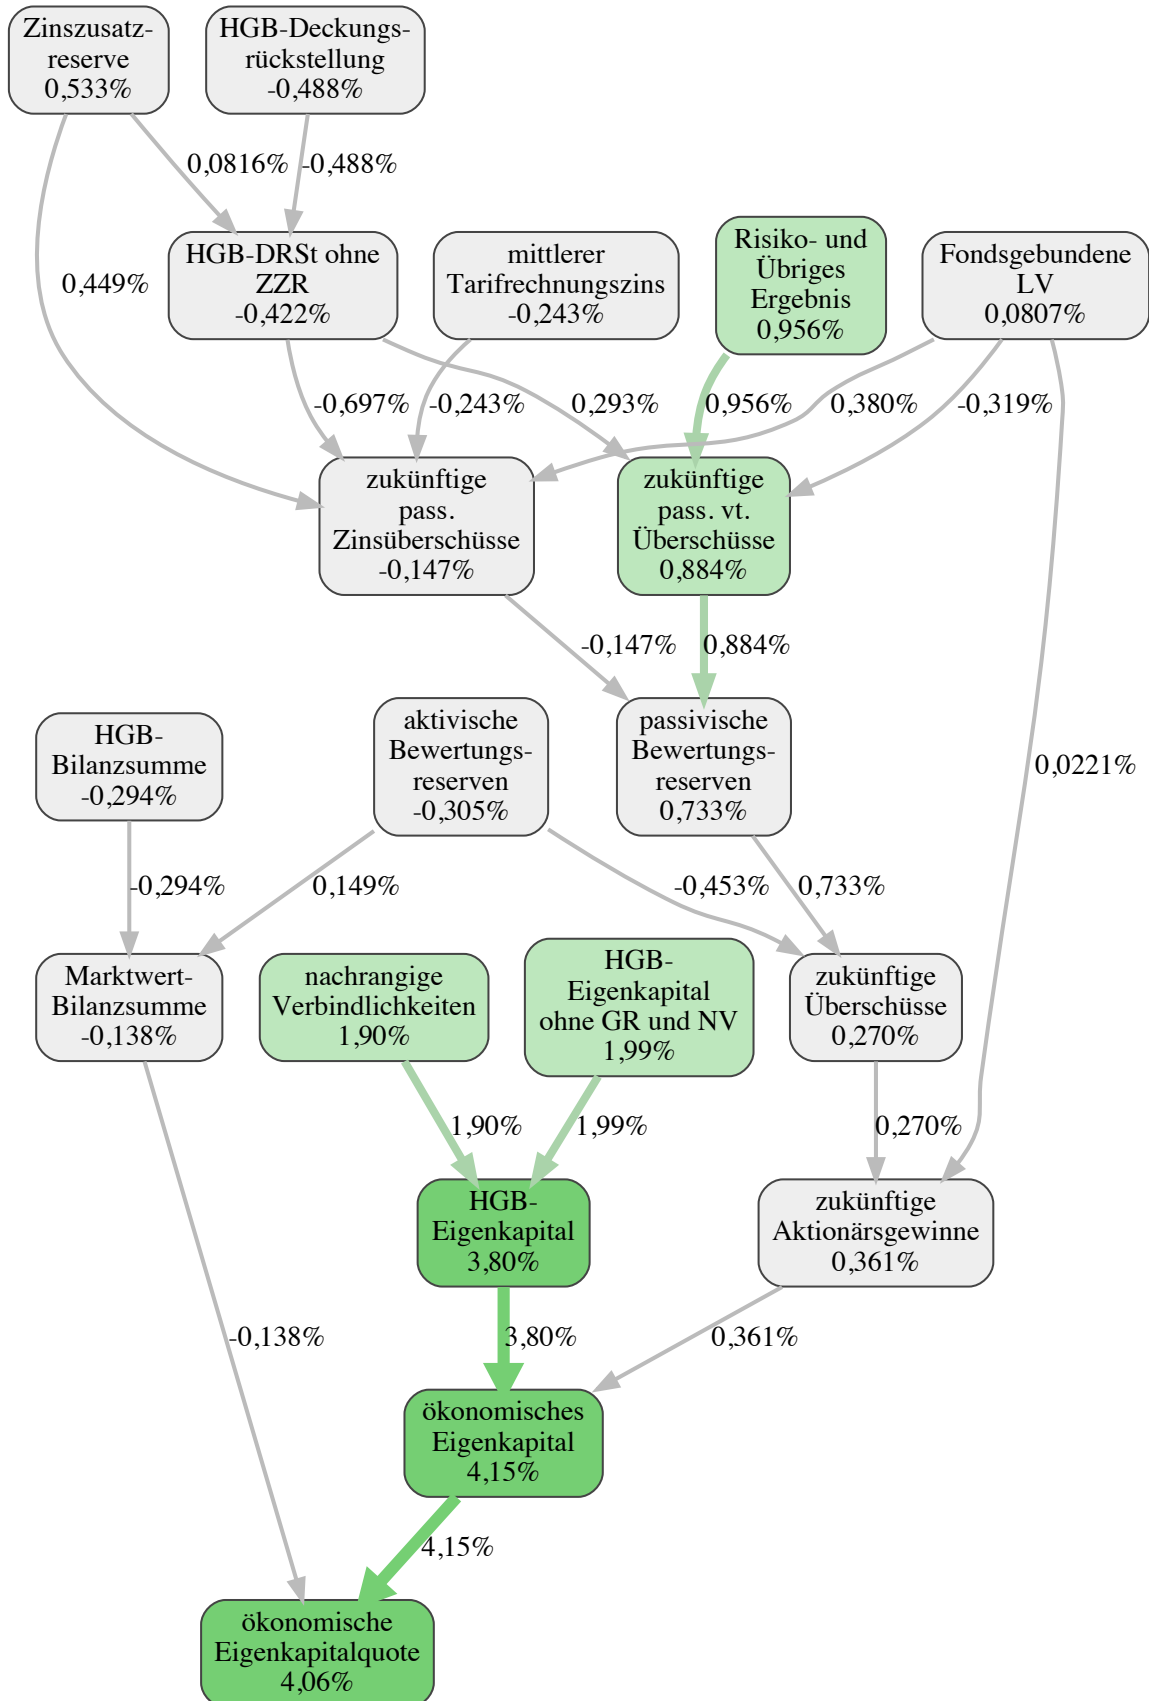 Zinszusatz-
reserve
0,533%
HGB-Deckungs-
rückstellung
-0,488%
0,0816%
-0,488%
HGB-DRSt ohne
ZZR
-0,422%
mittlerer
Tarifrechnungszins
-0,243%
Risiko- und
Übriges
Ergebnis
0,956%
Fondsgebundene
LV
0,0807%
0,449%
-0,697%
-0,243%
0,293%
0,956%
0,380%
-0,319%
zukünftige
pass.
Zinsüberschüsse
-0,147%
zukünftige
pass. vt.
Überschüsse
0,884%
-0,147%
0,884%
HGB-
Bilanzsumme
-0,294%
aktivische
Bewertungs-
reserven
-0,305%
passivische
Bewertungs-
reserven
0,733%
0,0221%
-0,294%
0,149%
-0,453%
0,733%
Marktwert-
Bilanzsumme
-0,138%
nachrangige
Verbindlichkeiten
1,90%
HGB-
Eigenkapital
ohne GR und NV
1,99%
zukünftige
Überschüsse
0,270%
1,90%
1,99%
0,270%
HGB-
Eigenkapital
3,80%
zukünftige
Aktionärsgewinne
0,361%
-0,138%
3,80%
0,361%
ökonomisches
Eigenkapital
4,15%
4,15%
ökonomische
Eigenkapitalquote
4,06%